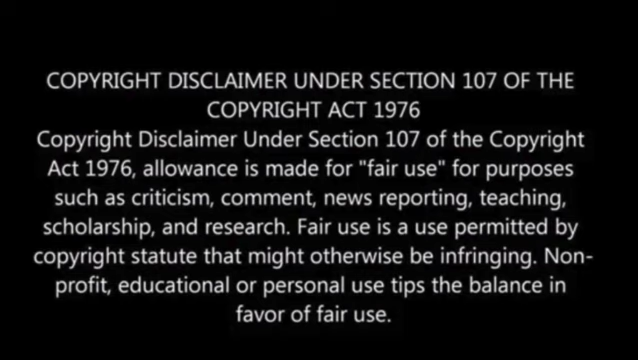 COPYRIGHT DISCLAIMER UNDER SECTION 107 OF THE
COPYRIGHT ACT 1976
Copyright Disclaimer Under Section 107 of the Copyright
Act 1976, allowance is made for "fair use" for purposes
such as criticism, comment, news reporting, teaching,
scholarship, and research. Fair use is a use permitted by
copyright statute that might otherwise be infringing. Non-
profit, educational or personal use tips the balance in
favor of fair use.